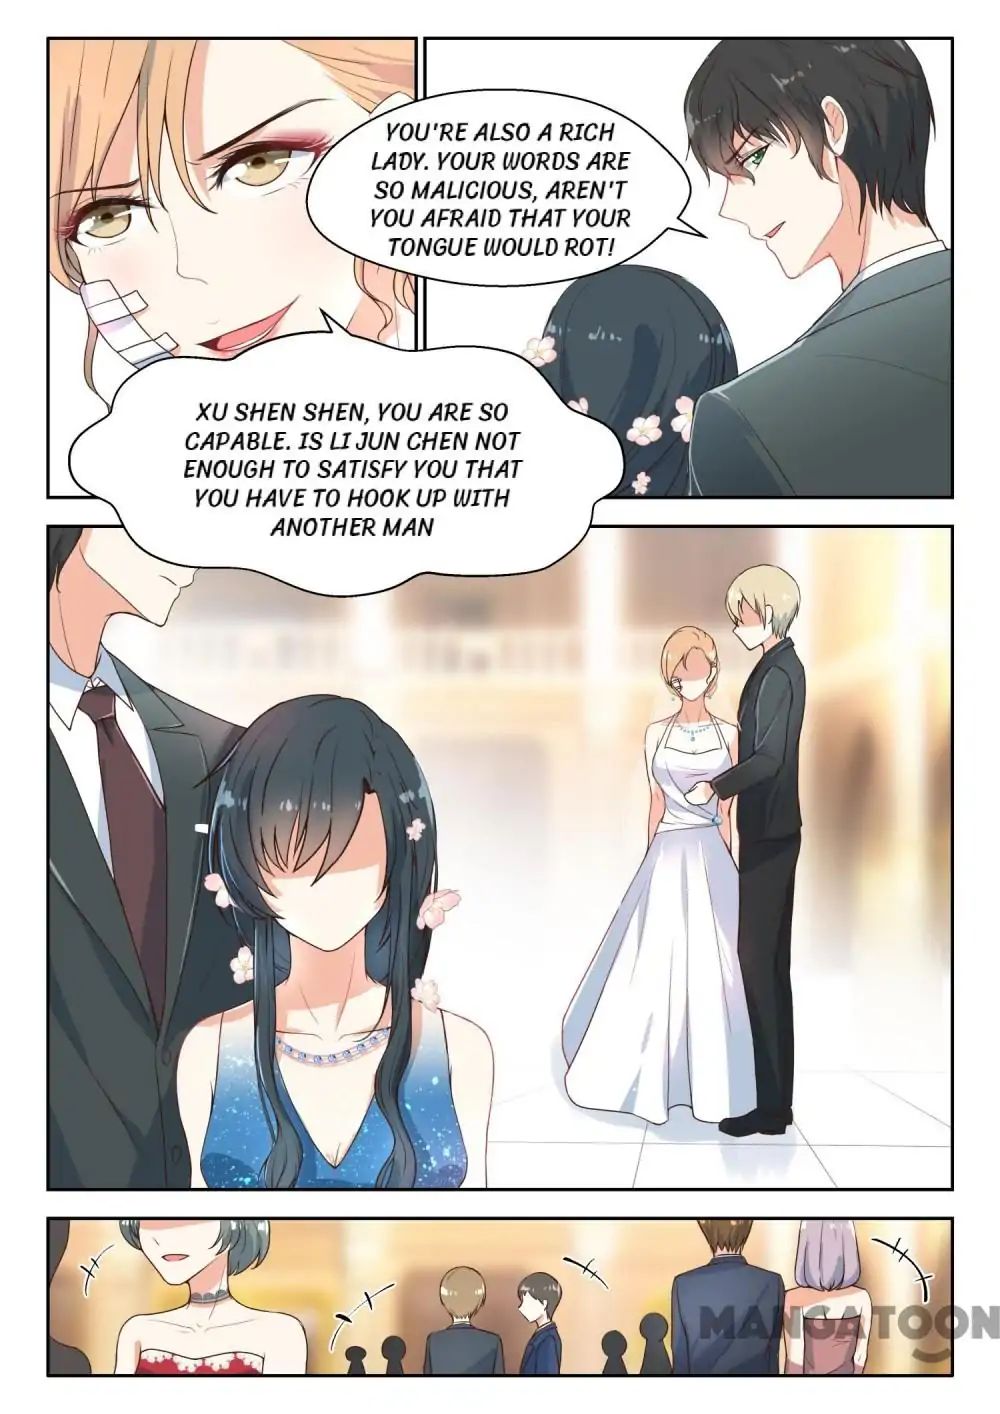 YOU'RE ALSO A RICH
LADY. YOUR WORDS ARE
SO MALICIOUS, AREN'T
YOU AFRAID THAT YOUR
TONGUE WOULD ROT!
XU SHEN SHEN, YOU ARE SO
CAPABLE. IS LI JUN CHEN NOT
ENOUGH TO SATISFY YOU THAT
YOU HAVE TO HOOK UP WITH
ANOTHER MAN
MANGATOON